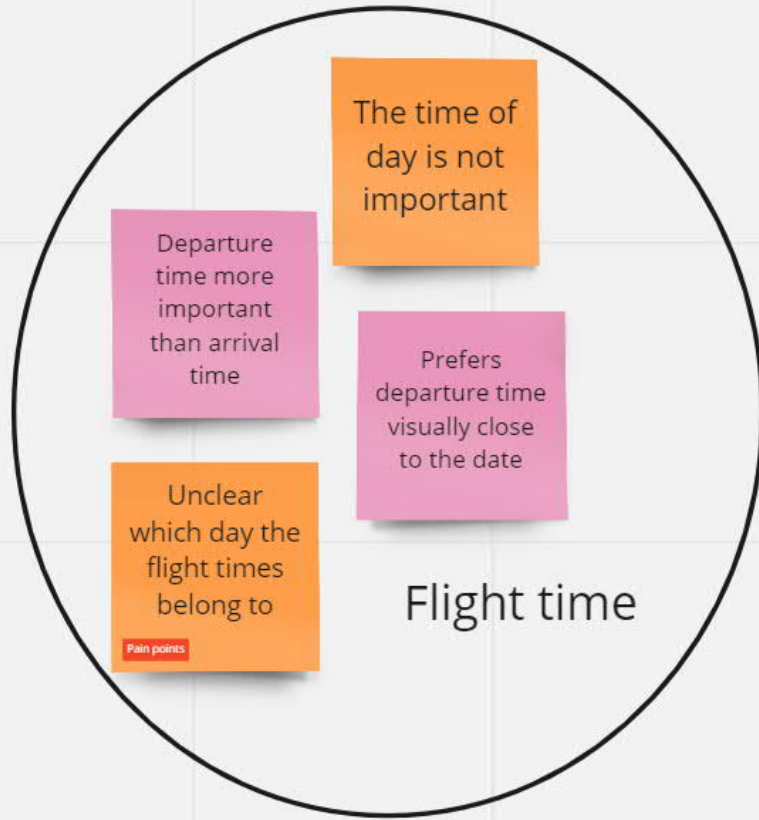 The time of
day is not
important
Departure
time more
important
than arrival
time
Prefers
departure time
visually close
to the date
Unclear
which day the
flight times
belong to
Pain points
Flight time